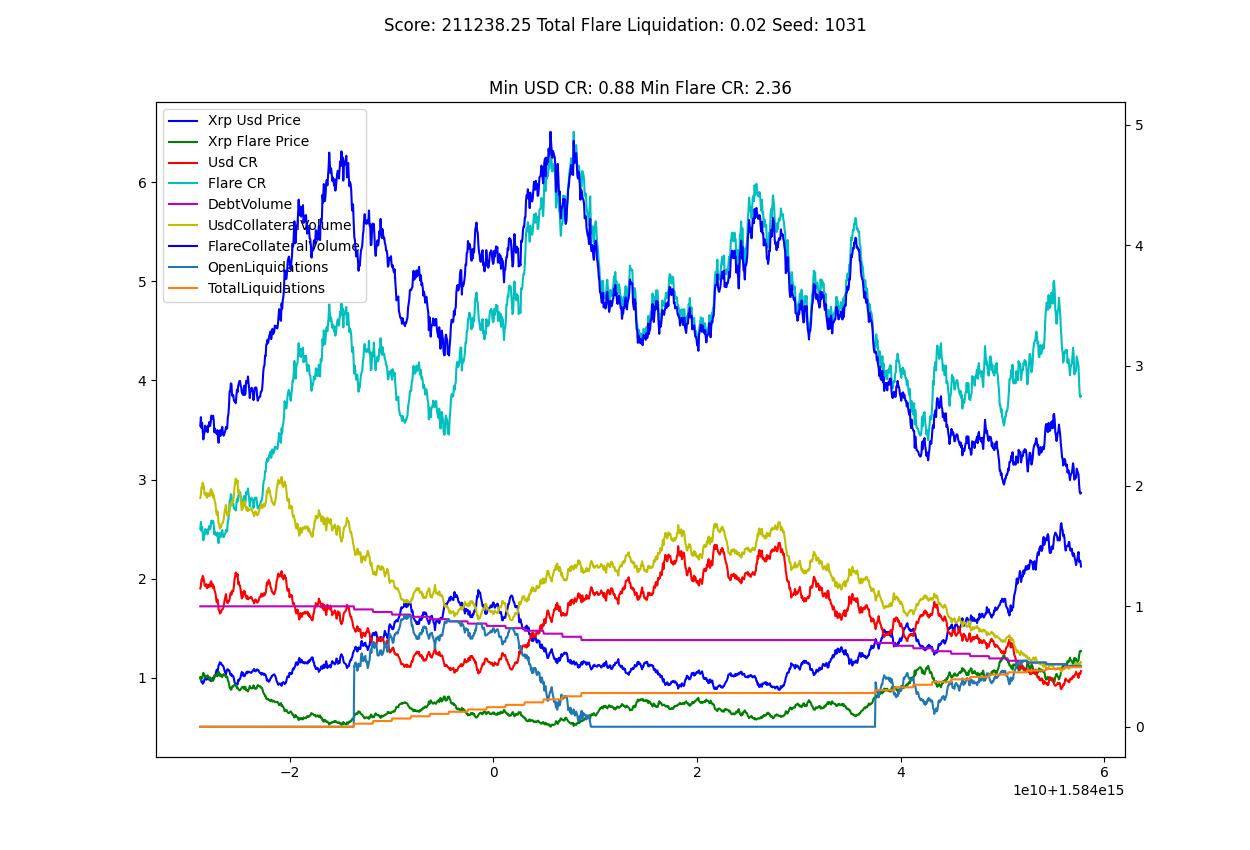 Score: 211238.25 Total Flare Liquidation: 0.02 Seed: 1031
Min USD CR: 0.88 Min Flare CR: 2.36
Xrp Usd Price
Xrp Flare Price
Usd CR
Flare CR
DebtVolume
UsdCollateralVolume
FlareCollateralVolume
OpenLiquidations
TotalLiquidations
6
5
4
3
2
1
5
4
3
2
1
0
−2
0
2
4
6
1e10+1.584e15